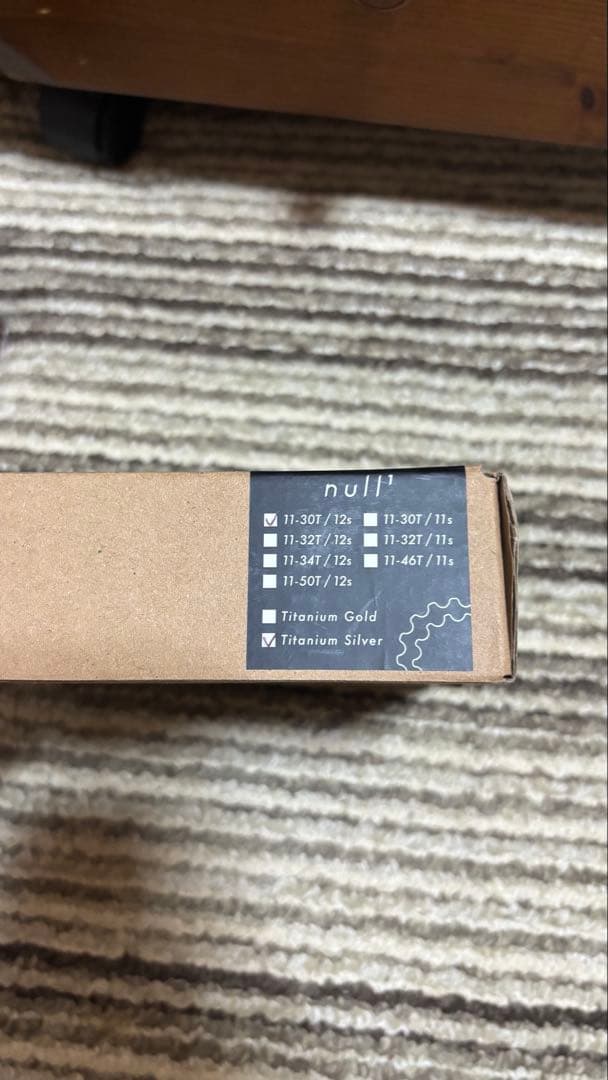 null¹
11-30T / 12s 11-30T / 11s
11-32T / 12s 11-32T / 11s
11-34T / 12s 11-46T / 11s
11-50T / 12s
Titanium Gold
Titanium Silver